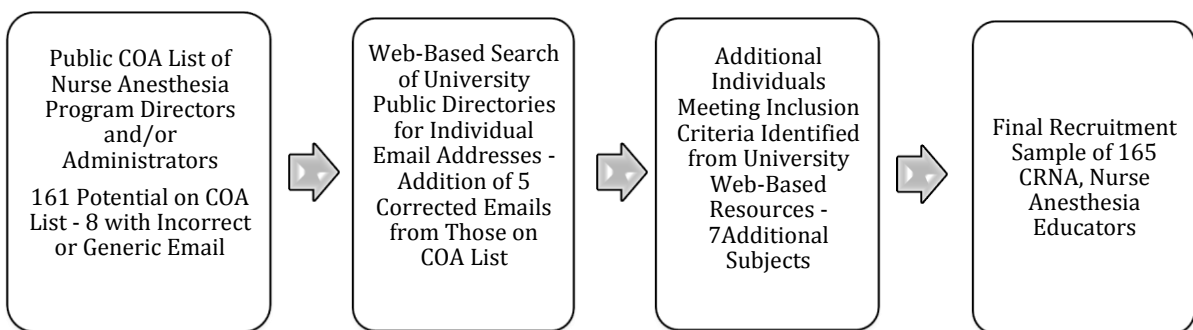 Public COA List of
Nurse Anesthesia
Program Directors
and/or
Administrators
161 Potential on COA
List - 8 with Incorrect
or Generic Email
Web-Based Search
of University
Public Directories
for Individual
Email Addresses -
Addition of 5
Corrected Emails
from Those on
COA List
Additional
Individuals
Meeting Inclusion
Criteria Identified
from University
Web-Based
Resources -
7Additional
Subjects
Final Recruitment
Sample of 165
CRNA, Nurse
Anesthesia
Educators